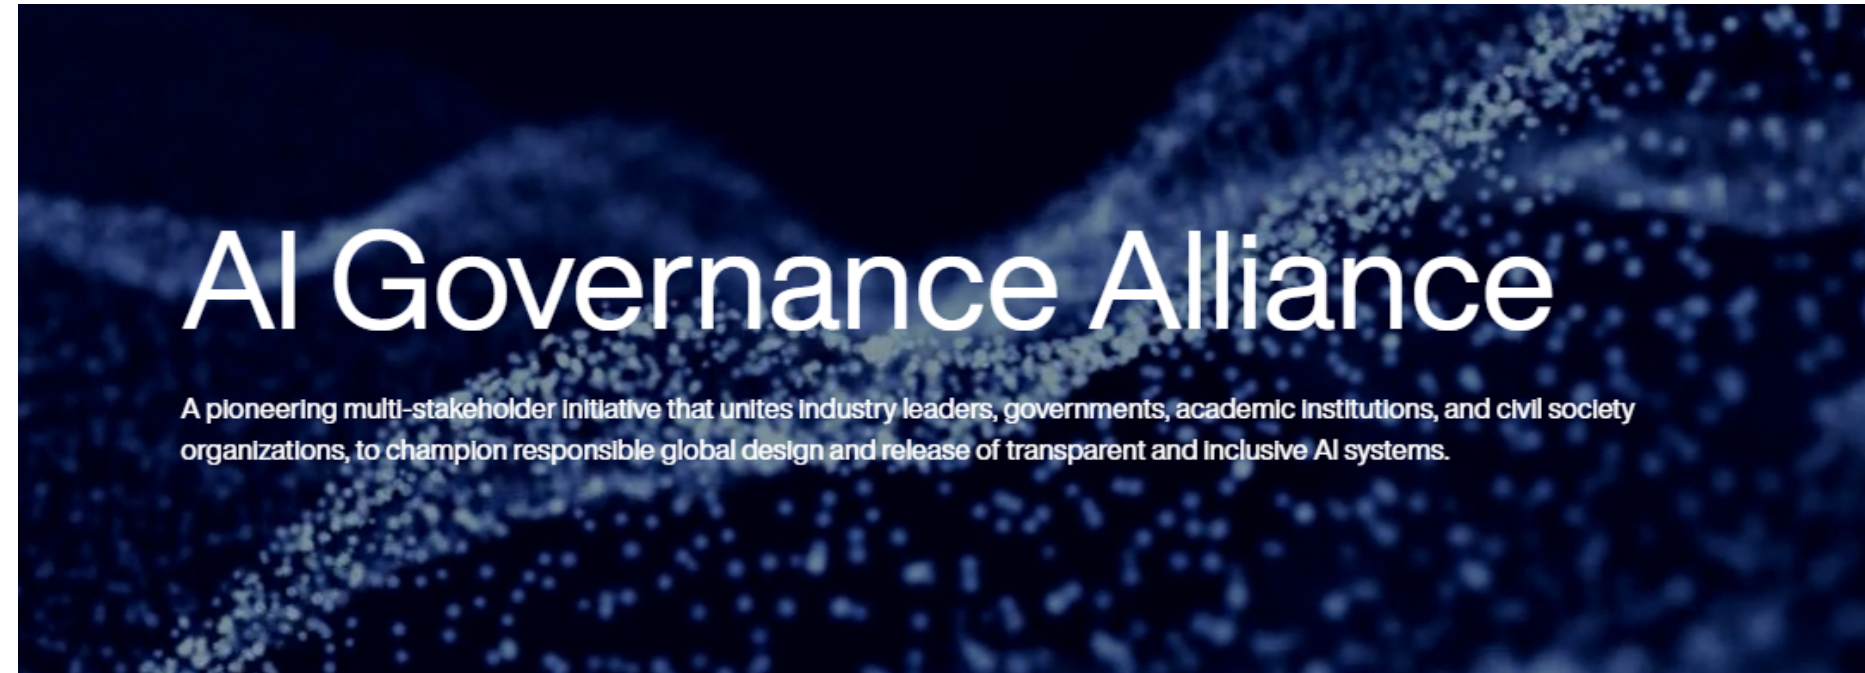 AI Governance Alliance
A pioneering multi-stakeholder initiative that unites industry leaders, governments, academic institutions, and civil society
organizations, to champion responsible global design and release of transparent and inclusive AI systems.